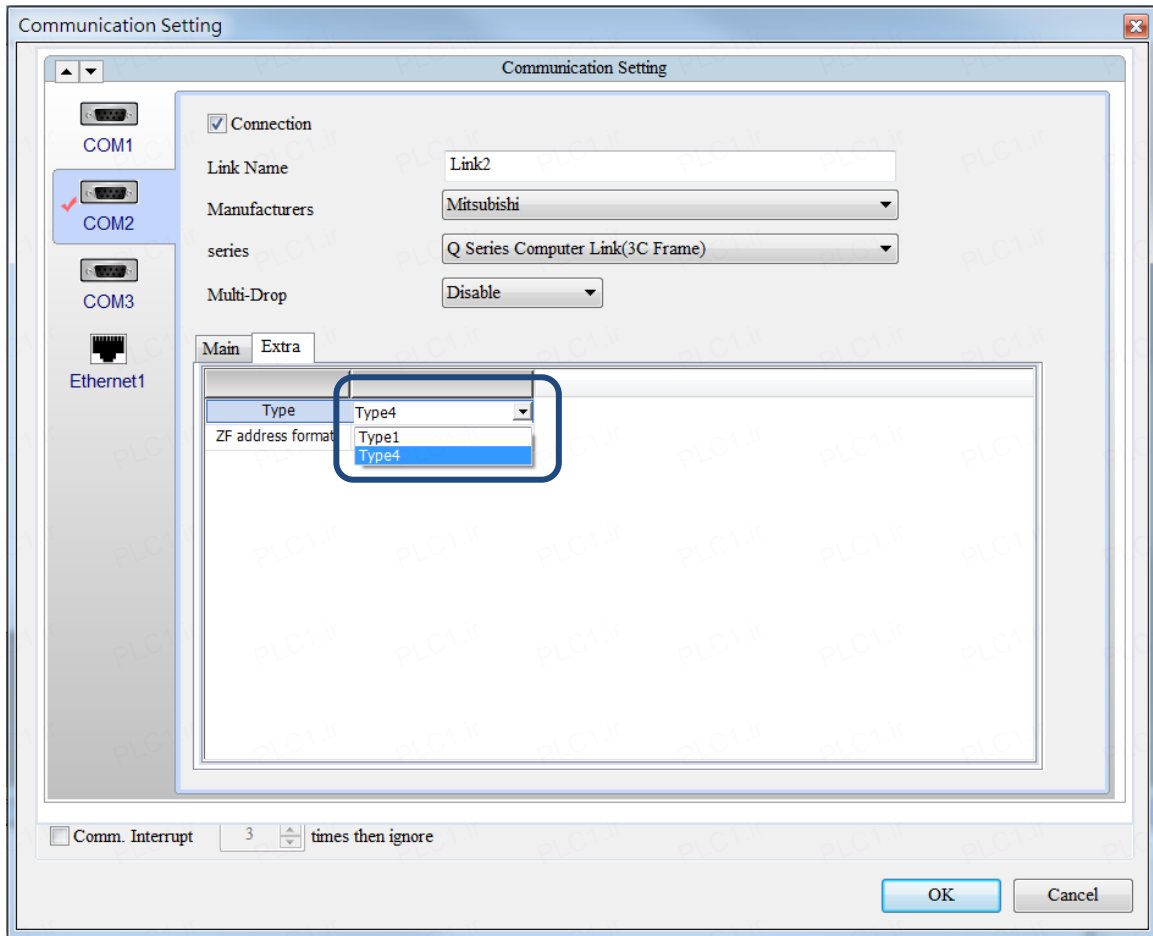 Communication Setting
Communication Setting
COM1
COM2
COM3
Ethernet1
Connection
Link Name Link2
Manufacturers Mitsubishi
series Q Series Computer Link(3C Frame)
Multi-Drop Disable
Main Extra
Type Type4
ZF address format Type1
Type4
Comm. Interrupt 3 times then ignore
OK Cancel
PLC1.ir